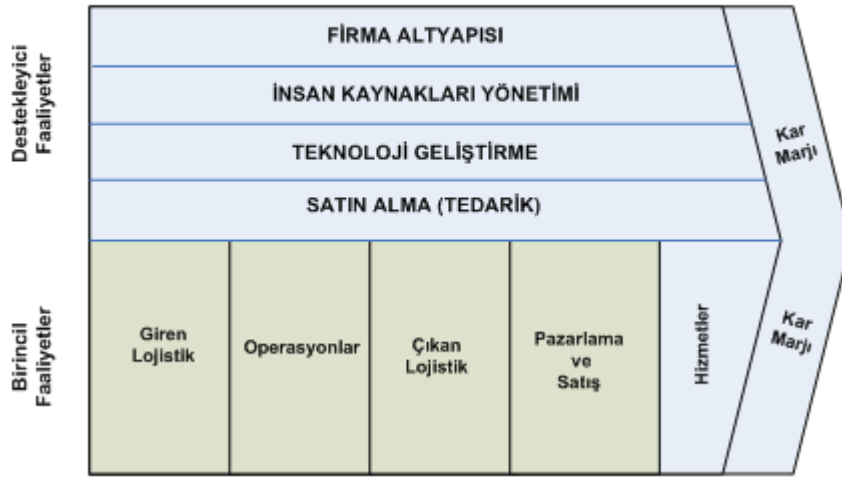 Destekleyici
Faaliyetler
FİRMA ALTYAPISI
İNSAN KAYNAKLARI YÖNETİMİ
TEKNOLOJİ GELİŞTİRME
SATIN ALMA (TEDARİK)
Kar
Marjı
Birincil
Faaliyetler
Giren
Lojistik
Operasyonlar
Çıkan
Lojistik
Pazarlama
ve
Satış
Hizmetler
Kar
Marjı